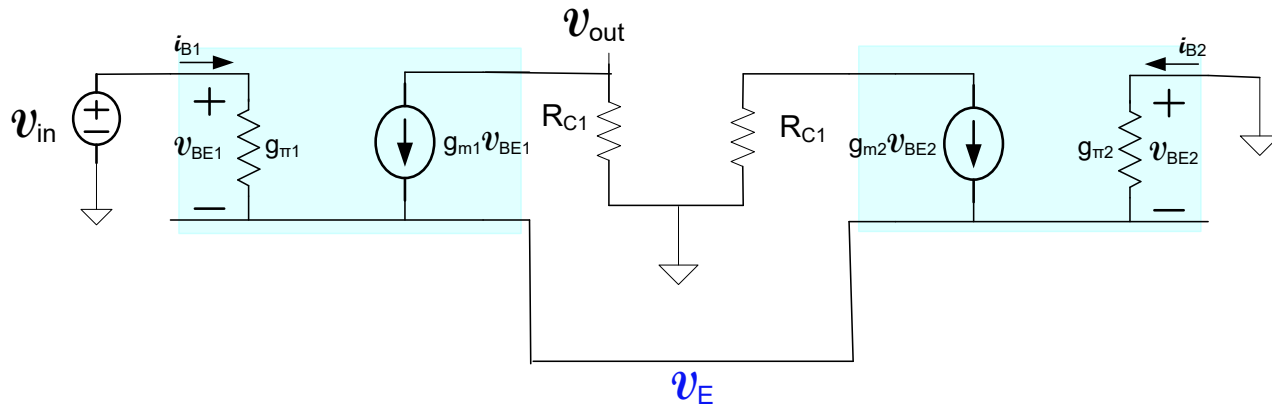 v_out
i_B1
i_B2
+
+
+
−
v_in
R_C1
R_C1
v_BE1
g_π1
g_m1 v_BE1
g_m2 v_BE2
g_π2
v_BE2
−
−
v_E